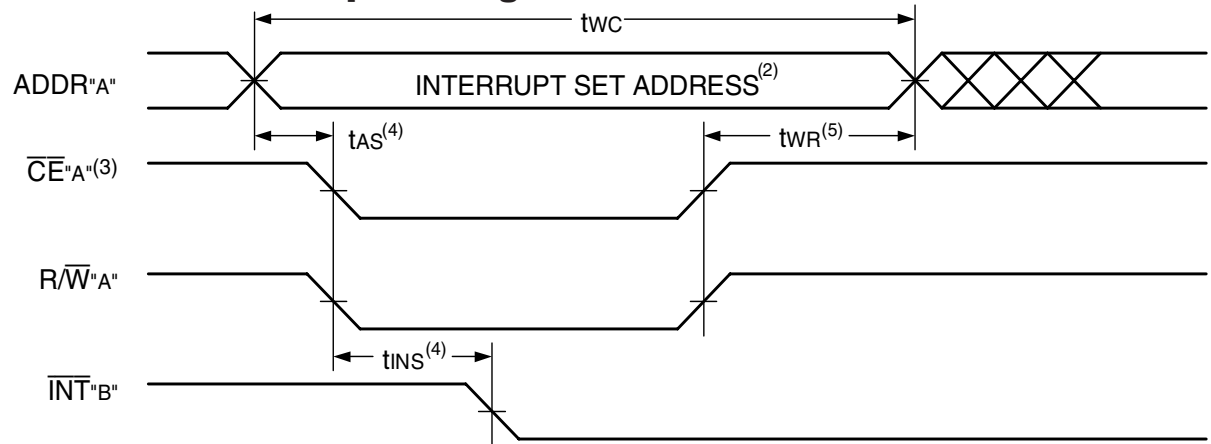 tWC
ADDR"A"
INTERRUPT SET ADDRESS(2)
tAS(4)
tWR(5)
CE"A"(3)
R/W"A"
tINS(4)
INT"B"